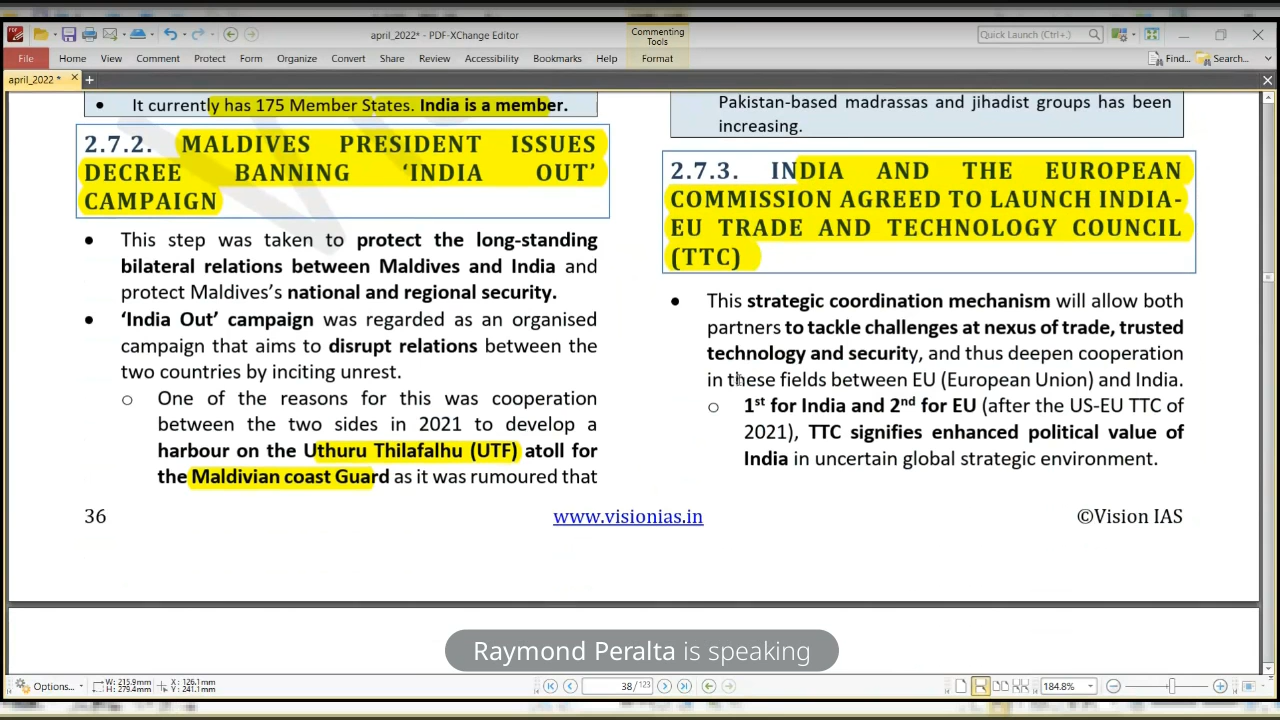 april_2022* - PDF-XChange Editor
Commenting Tools
Quick Launch (Ctrl+.)
File Home View Comment Protect Form Organize Convert Share Review Accessibility Bookmarks Help Format
Find... Search...
april_2022 *
It currently has 175 Member States. India is a member.
2.7.2. MALDIVES PRESIDENT ISSUES
DECREE BANNING ‘INDIA OUT’
CAMPAIGN
This step was taken to protect the long-standing
bilateral relations between Maldives and India and
protect Maldives's national and regional security.
‘India Out’ campaign was regarded as an organised
campaign that aims to disrupt relations between the
two countries by inciting unrest.
One of the reasons for this was cooperation
between the two sides in 2021 to develop a
harbour on the Uthuru Thilafalhu (UTF) atoll for
the Maldivian coast Guard as it was rumoured that
Pakistan-based madrassas and jihadist groups has been
increasing.
2.7.3. INDIA AND THE EUROPEAN
COMMISSION AGREED TO LAUNCH INDIA-
EU TRADE AND TECHNOLOGY COUNCIL
(TTC)
This strategic coordination mechanism will allow both
partners to tackle challenges at nexus of trade, trusted
technology and security, and thus deepen cooperation
in these fields between EU (European Union) and India.
1st for India and 2nd for EU (after the US-EU TTC of
2021), TTC signifies enhanced political value of
India in uncertain global strategic environment.
36 www.visionias.in ©Vision IAS
Raymond Peralta is speaking
Options... W: 215.9mm H: 279.4mm X: 126.1mm Y: 241.1mm 38 / 123 184.8%